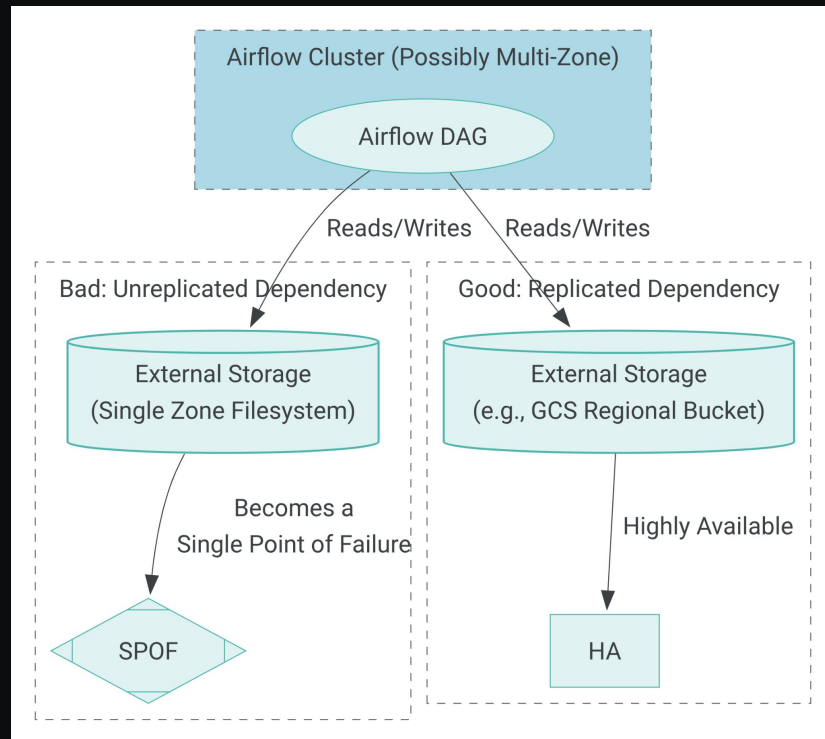 Airflow Cluster (Possibly Multi-Zone)
Airflow DAG
Reads/Writes
Reads/Writes
Bad: Unreplicated Dependency
External Storage
(Single Zone Filesystem)
Becomes a
Single Point of Failure
SPOF
Good: Replicated Dependency
External Storage
(e.g., GCS Regional Bucket)
Highly Available
HA